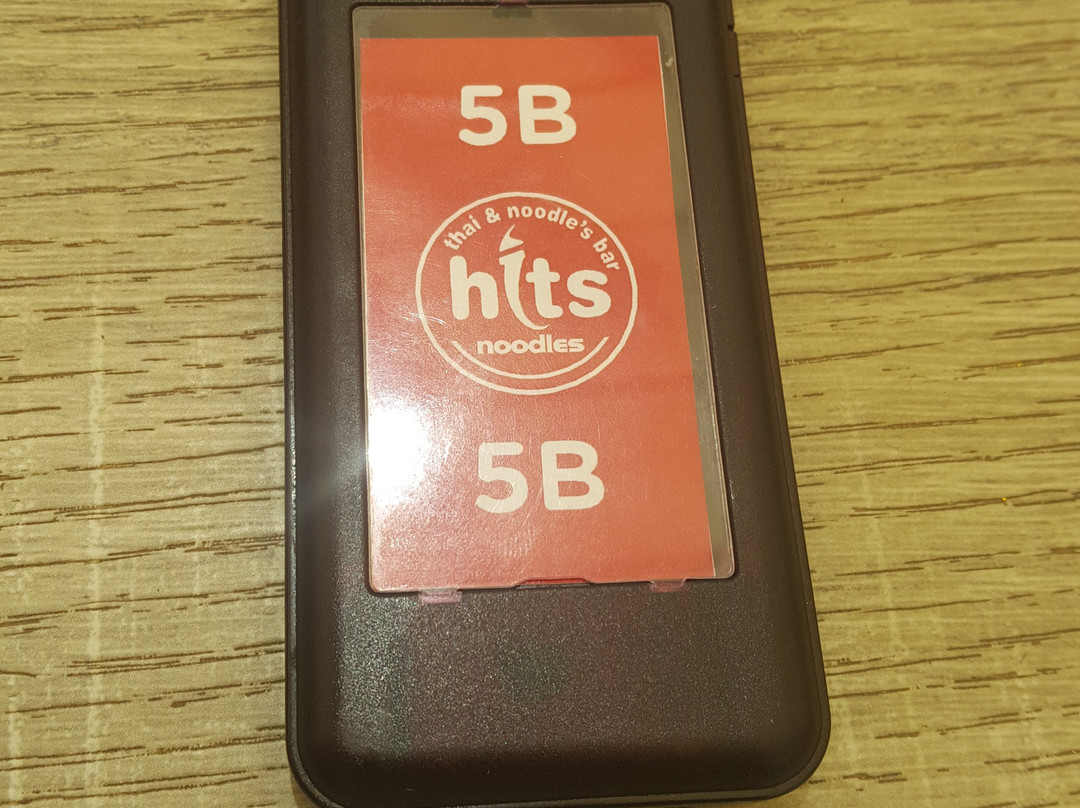 5B
thai & noodle's bar
hits
noodles
5B